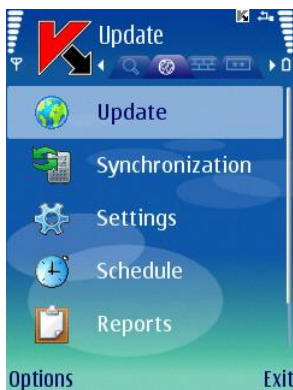 Update
Update
Synchronization
Settings
Schedule
Reports
Options
Exit